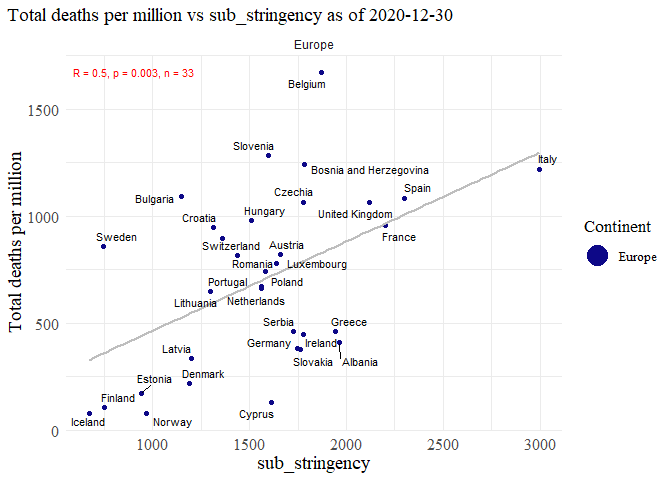 Total deaths per million vs sub_stringency as of 2020-12-30
Europe
R = 0.5, p = 0.003, n = 33
Belgium
1500
Slovenia
Italy
Bosnia and Herzegovina
Czechia
Spain
Bulgaria
Hungary
United Kingdom
1000
Croatia
Sweden
Switzerland
Austria
France
Romania
Luxembourg
Portugal
Poland
Lithuania
Netherlands
500
Serbia
Greece
Germany
Ireland
Latvia
Slovakia
Albania
Estonia
Denmark
Finland
Cyprus
Iceland
Norway
0
1000
1500
2000
2500
3000
sub_stringency
Total deaths per million
Continent
Europe